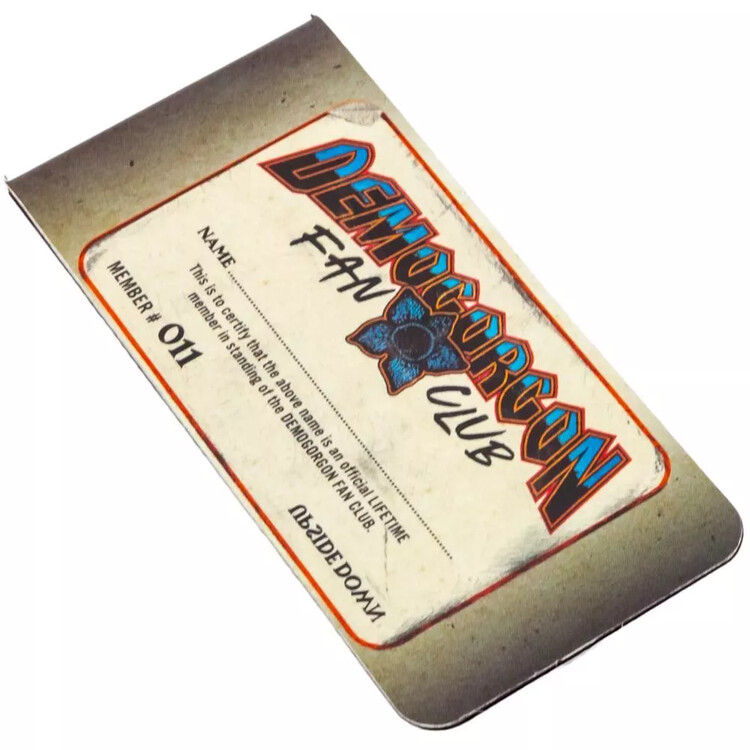 DEMOGORGON
FAN CLUB
NAME
This is to certify that the above name is an official LIFETIME
member in standing of the DEMOGORGON FAN CLUB.
MEMBER # 011
UPSIDE DOWN